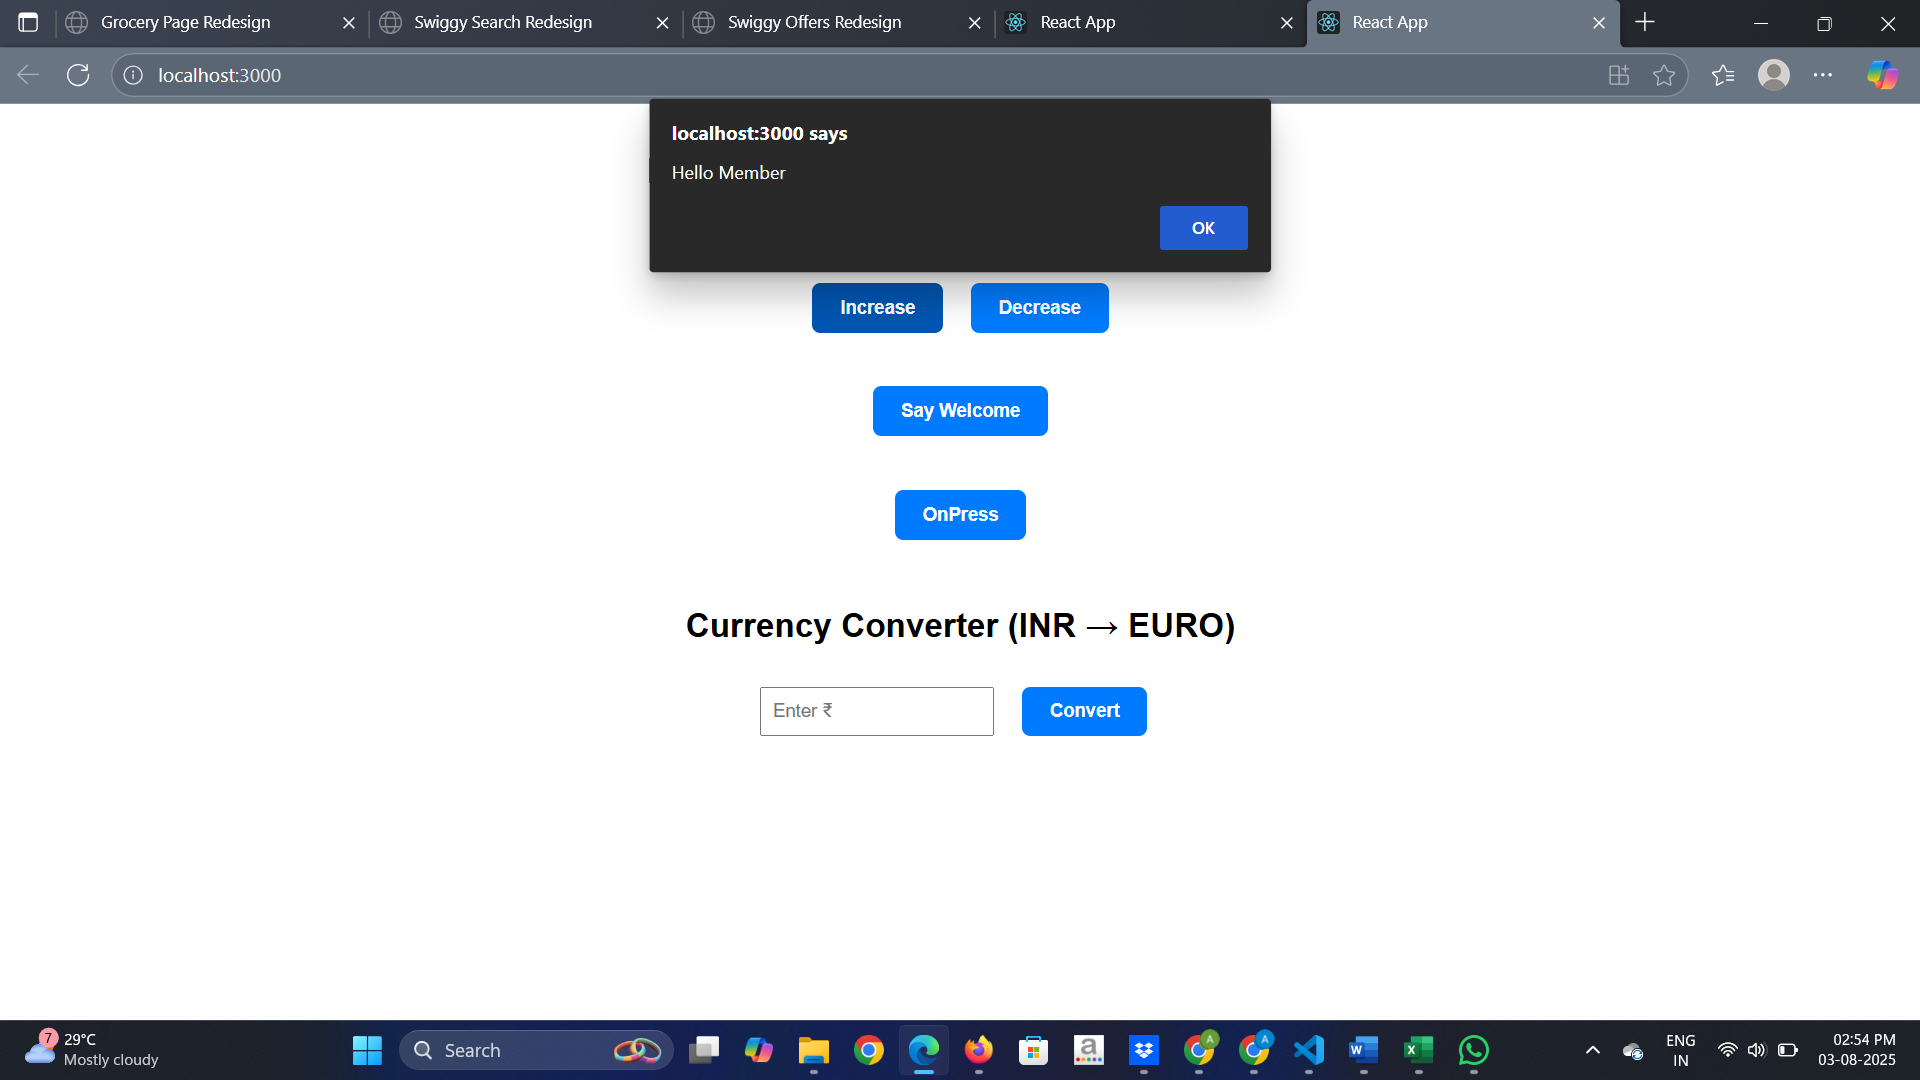 Grocery Page Redesign
Swiggy Search Redesign
Swiggy Offers Redesign
React App
React App
localhost:3000
localhost:3000 says
Hello Member
OK
Increase
Decrease
Say Welcome
OnPress
Currency Converter (INR → EURO)
Enter ₹
Convert
7
29°C
Mostly cloudy
Search
a
A
A
W
X
ENG
IN
02:54 PM
03-08-2025